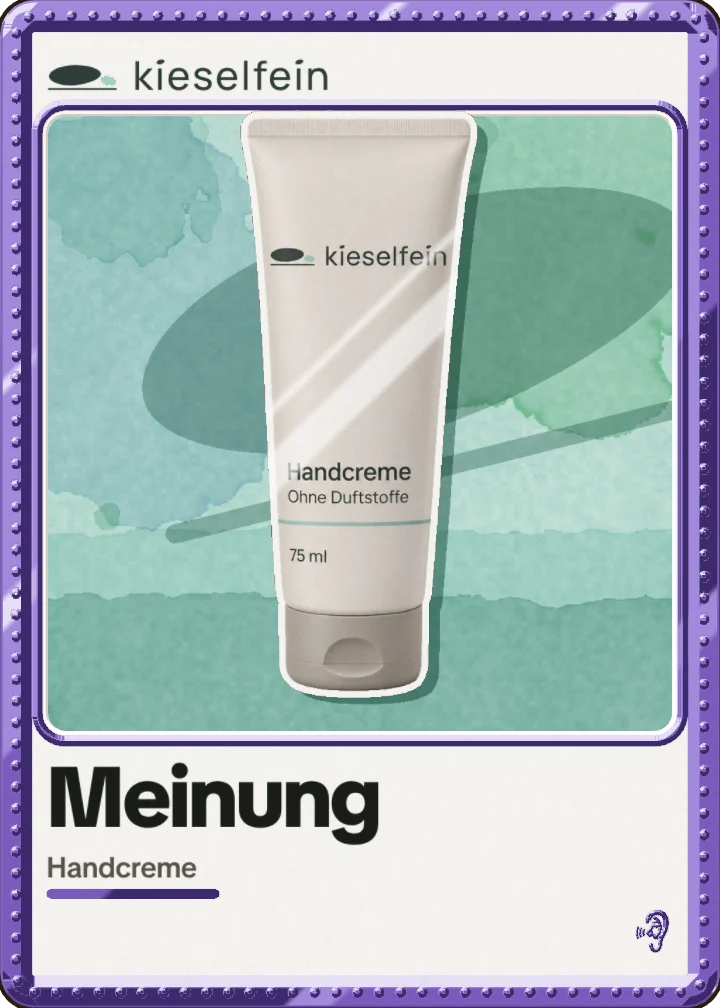 kieselfein
kieselfein
Handcreme
Ohne Duftstoffe
75 ml
Meinung
Handcreme